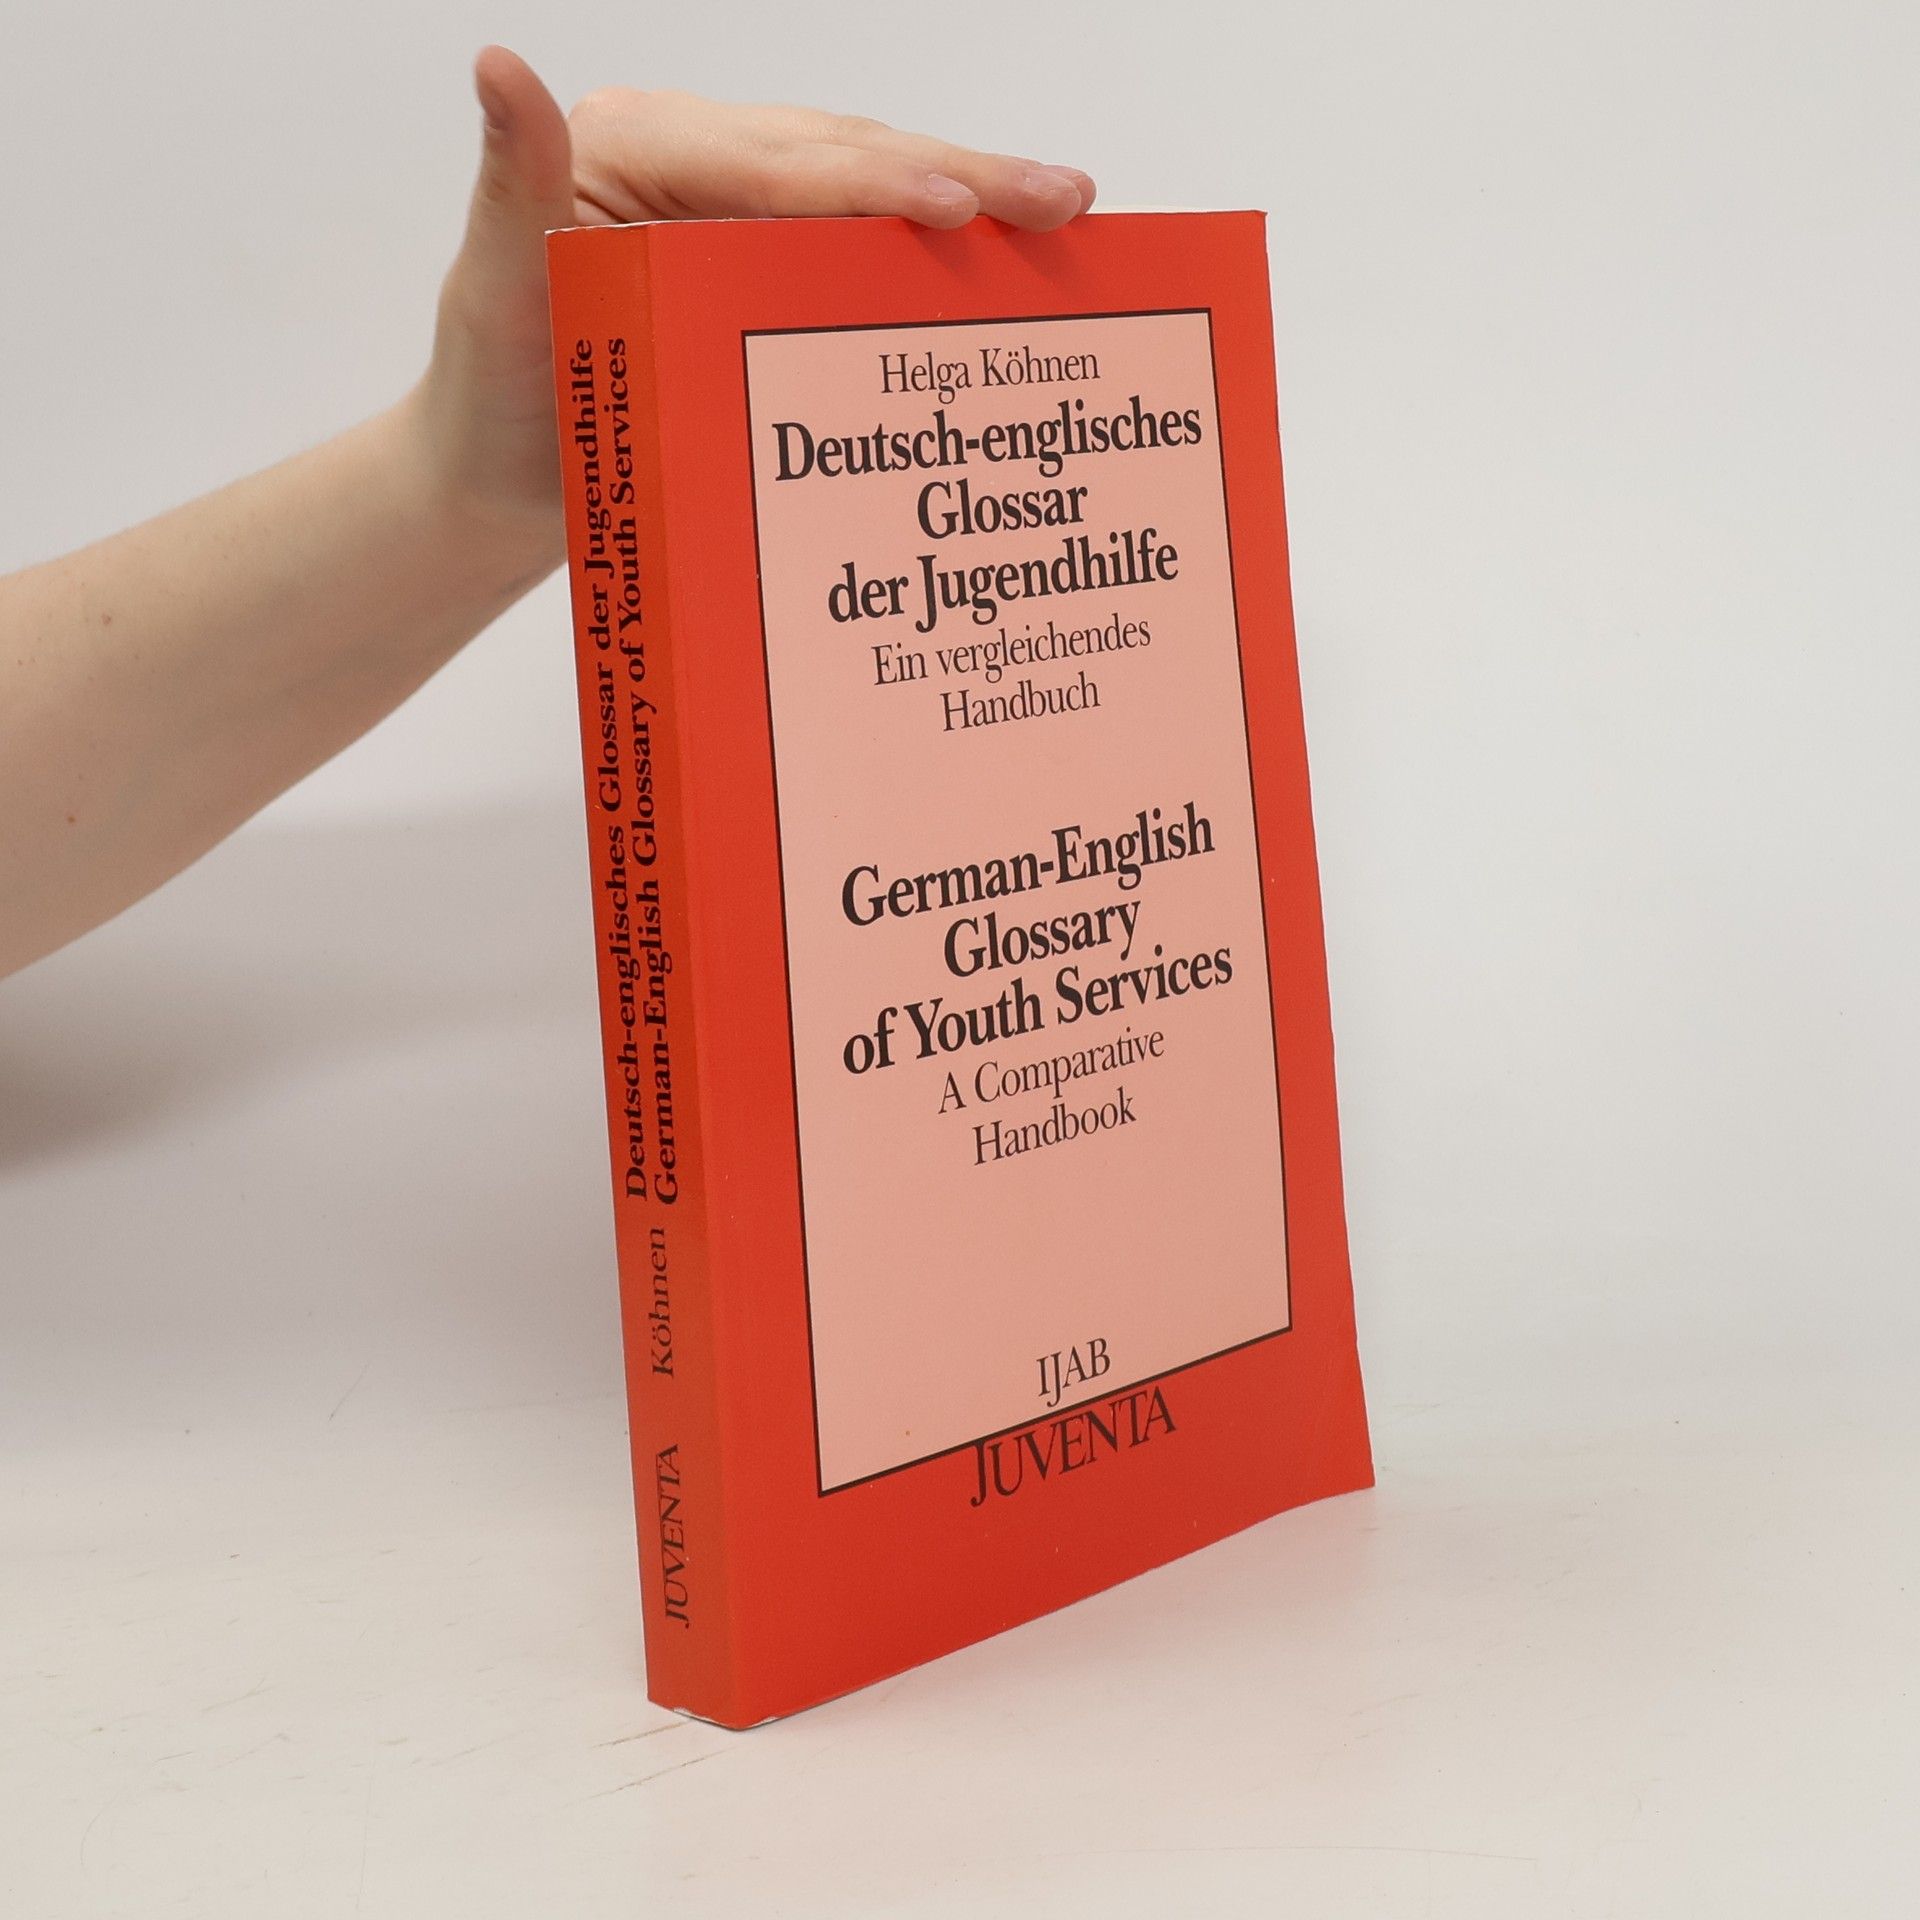 Helga Köhnen
Deutsch-englisches
Glossar
der Jugendhilfe
Ein vergleichendes
Handbuch
German-English
Glossary
of Youth Services
A Comparative
Handbook
IJAB
JUVENTA
Deutsch-englisches Glossar der Jugendhilfe
German-English Glossary of Youth Services
Köhnen
JUVENTA